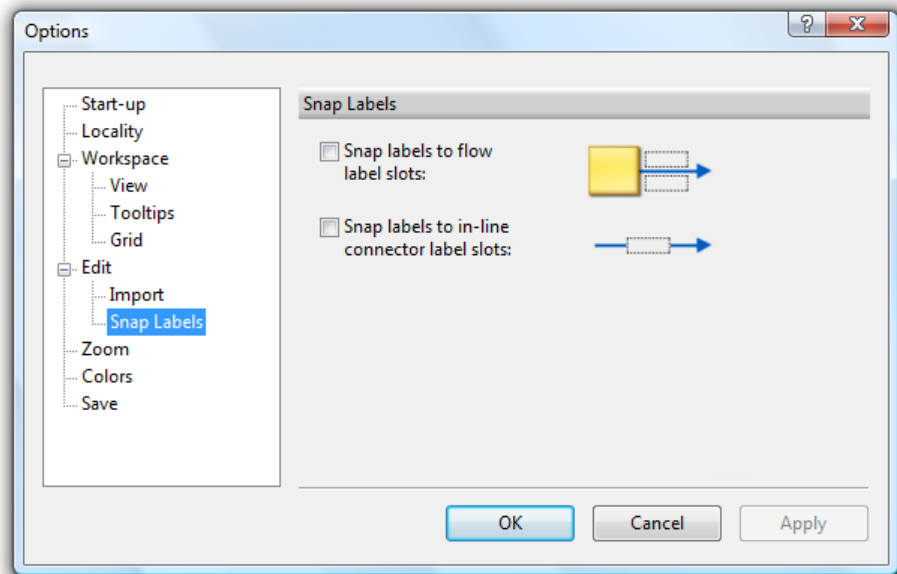 Options
?
X
Start-up
Locality
Workspace
View
Tooltips
Grid
Edit
Import
Snap Labels
Zoom
Colors
Save
Snap Labels
Snap labels to flow
label slots:
Snap labels to in-line
connector label slots:
OK
Cancel
Apply